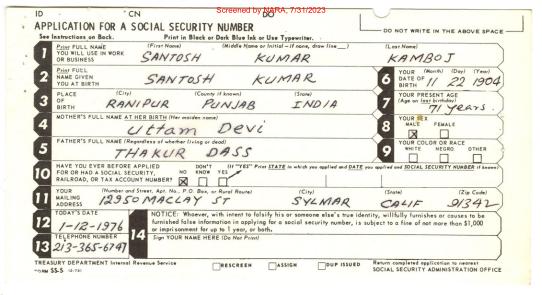 Screened by NARA, 7/31/2023
ID CN DO
APPLICATION FOR A SOCIAL SECURITY NUMBER
DO NOT WRITE IN THE ABOVE SPACE
See Instructions on Back. Print in Black or Dark Blue Ink or Use Typewriter.
1 Print FULL NAME YOU WILL USE IN WORK OR BUSINESS (First Name) (Middle Name or Initial—if none, draw line) (Last Name)
SANTOSH KUMAR KAMBOJ
2 Print FULL NAME GIVEN YOU AT BIRTH
SANTOSH KUMAR
6 YOUR DATE OF BIRTH (Month) (Day) (Year)
11 22 1904
3 PLACE OF BIRTH (City) (County if known) (State)
RANIPUR PUNJAB INDIA
7 YOUR PRESENT AGE (Age on last birthday)
71 years.
4 MOTHER'S FULL NAME AT HER BIRTH (Her maiden name)
Uttam Devi
8 YOUR SEX
MALE FEMALE
X
5 FATHER'S FULL NAME (Regardless of whether living or dead)
THAKUR DASS
9 YOUR COLOR OR RACE
WHITE NEGRO OTHER
10 HAVE YOU EVER BEFORE APPLIED FOR OR HAD A SOCIAL SECURITY, RAILROAD, OR TAX ACCOUNT NUMBER? NO DON'T KNOW YES (If "YES" Print STATE in which you applied and DATE you applied and SOCIAL SECURITY NUMBER if known)
X
11 YOUR MAILING ADDRESS (Number and Street, Apt. No., P.O. Box, or Rural Route) (City) (State) (Zip Code)
12950 MACLAY ST SYLMAR CALIF 91342
12 TODAY'S DATE
1-12-1976
NOTICE: Whoever, with intent to falsify his or someone else's true identity, willfully furnishes or causes to be furnished false information in applying for a social security number, is subject to a fine of not more than $1,000 or imprisonment for up to 1 year, or both.
13 TELEPHONE NUMBER
213-365-6797
14 Sign YOUR NAME HERE (Do Not Print)
TREASURY DEPARTMENT Internal Revenue Service
FORM SS-5
RESCREEN ASSIGN DUP ISSUED
Return completed application to nearest
SOCIAL SECURITY ADMINISTRATION OFFICE